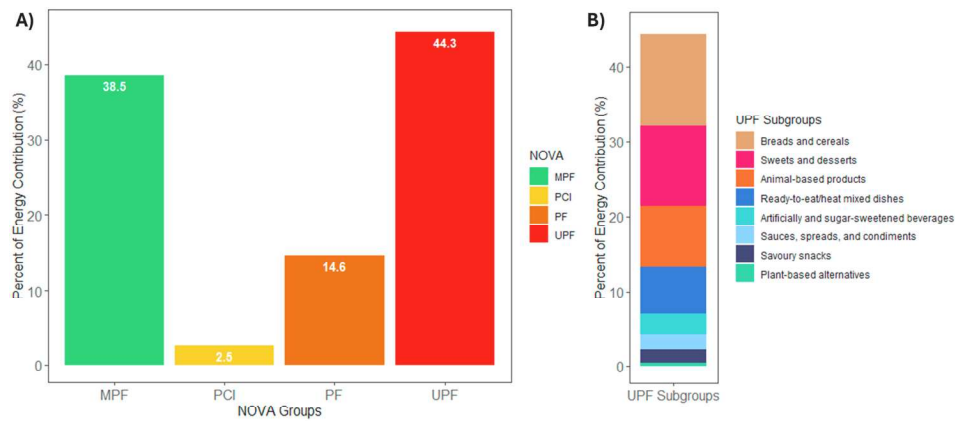 A)
Percent of Energy Contribution (%)
40
30
20
10
0
38.5
2.5
14.6
44.3
MPF
PCI
PF
UPF
NOVA Groups
NOVA
MPF
PCI
PF
UPF
B)
Percent of Energy Contribution (%)
40
30
20
10
0
UPF Subgroups
UPF Subgroups
Breads and cereals
Sweets and desserts
Animal-based products
Ready-to-eat/heat mixed dishes
Artificially and sugar-sweetened beverages
Sauces, spreads, and condiments
Savoury snacks
Plant-based alternatives